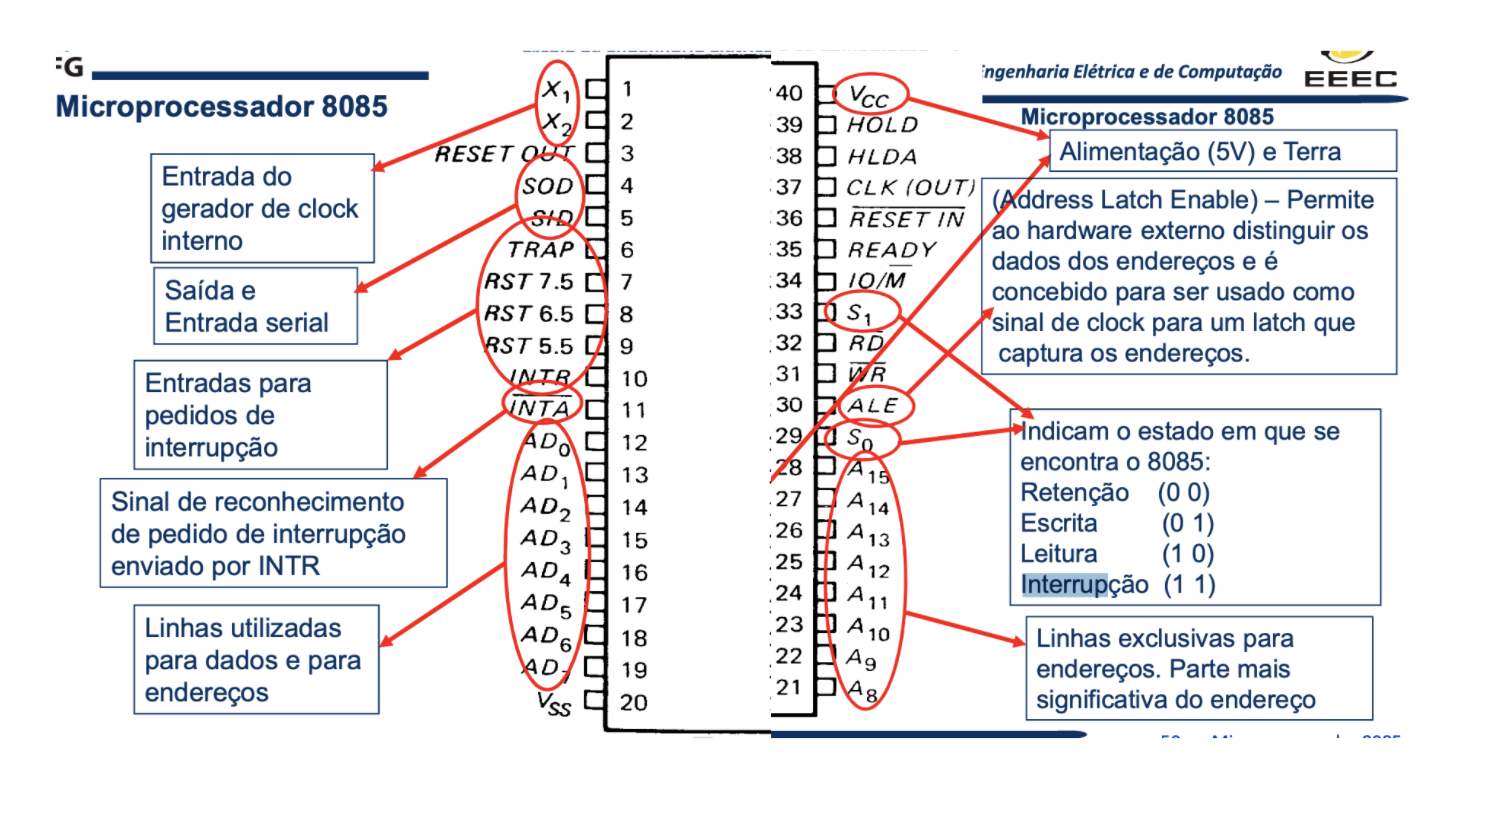 FG
Microprocessador 8085
Entrada do
gerador de clock
interno
Saída e
Entrada serial
Entradas para
pedidos de
interrupção
Sinal de reconhecimento
de pedido de interrupção
enviado por INTR
Linhas utilizadas
para dados e para
endereços
X1 1
X2 2
RESET OUT 3
SOD 4
SID 5
TRAP 6
RST 7.5 7
RST 6.5 8
RST 5.5 9
INTR 10
INTA 11
AD0 12
AD1 13
AD2 14
AD3 15
AD4 16
AD5 17
AD6 18
AD7 19
VSS 20
40 VCC
39 HOLD
38 HLDA
37 CLK (OUT)
36 RESET IN
35 READY
34 IO/M
33 S1
32 RD
31 WR
30 ALE
29 S0
28 A15
27 A14
26 A13
25 A12
24 A11
23 A10
22 A9
21 A8
Engenharia Elétrica e de Computação
EEEC
Microprocessador 8085
Alimentação (5V) e Terra
(Address Latch Enable) – Permite
ao hardware externo distinguir os
dados dos endereços e é
concebido para ser usado como
sinal de clock para um latch que
captura os endereços.
Indicam o estado em que se
encontra o 8085:
Retenção (0 0)
Escrita (0 1)
Leitura (1 0)
Interrupção (1 1)
Linhas exclusivas para
endereços. Parte mais
significativa do endereço